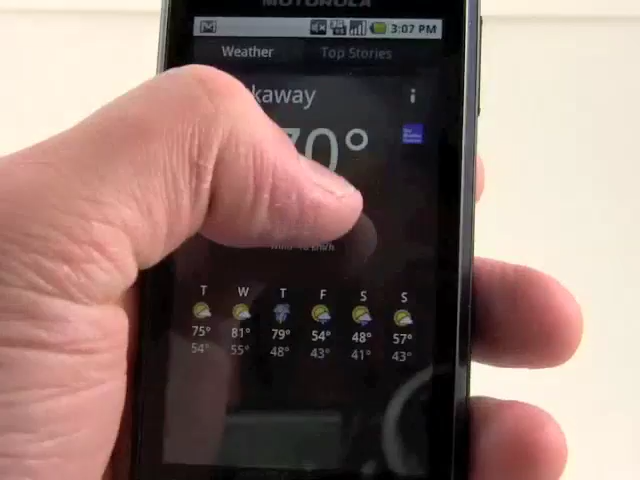 MOTOROLA
3:07 PM
Weather Top Stories
kaway
70°
T W T F S S
75° 81° 79° 54° 48° 57°
54° 55° 48° 43° 41° 43°